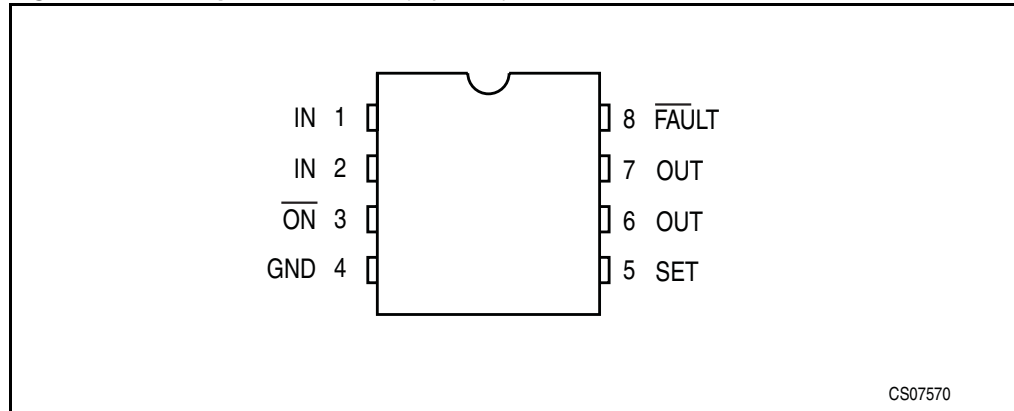 IN 1
IN 2
ON 3
GND 4
8 FAULT
7 OUT
6 OUT
5 SET
CS07570